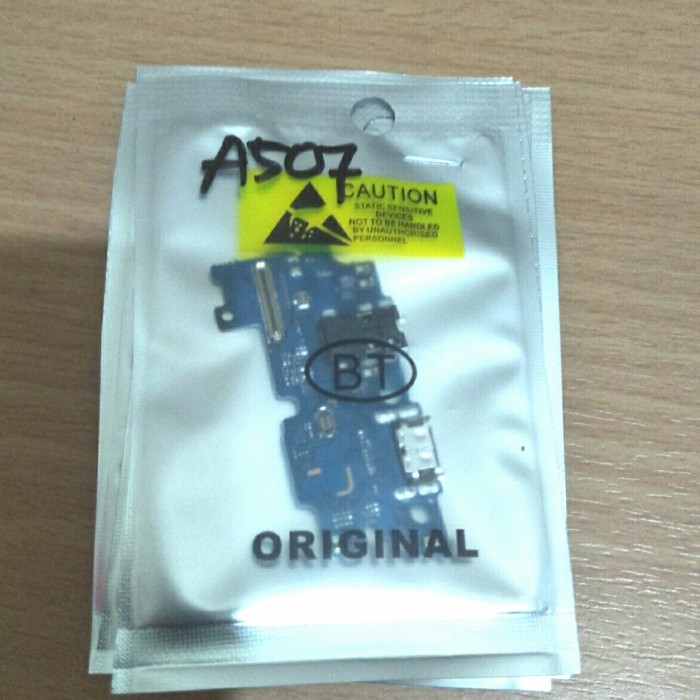 A507
CAUTION
STATIC SENSITIVE
DEVICES
NOT TO BE HANDLED
BY UNAUTHORISED
PERSONNEL
BT
ORIGINAL